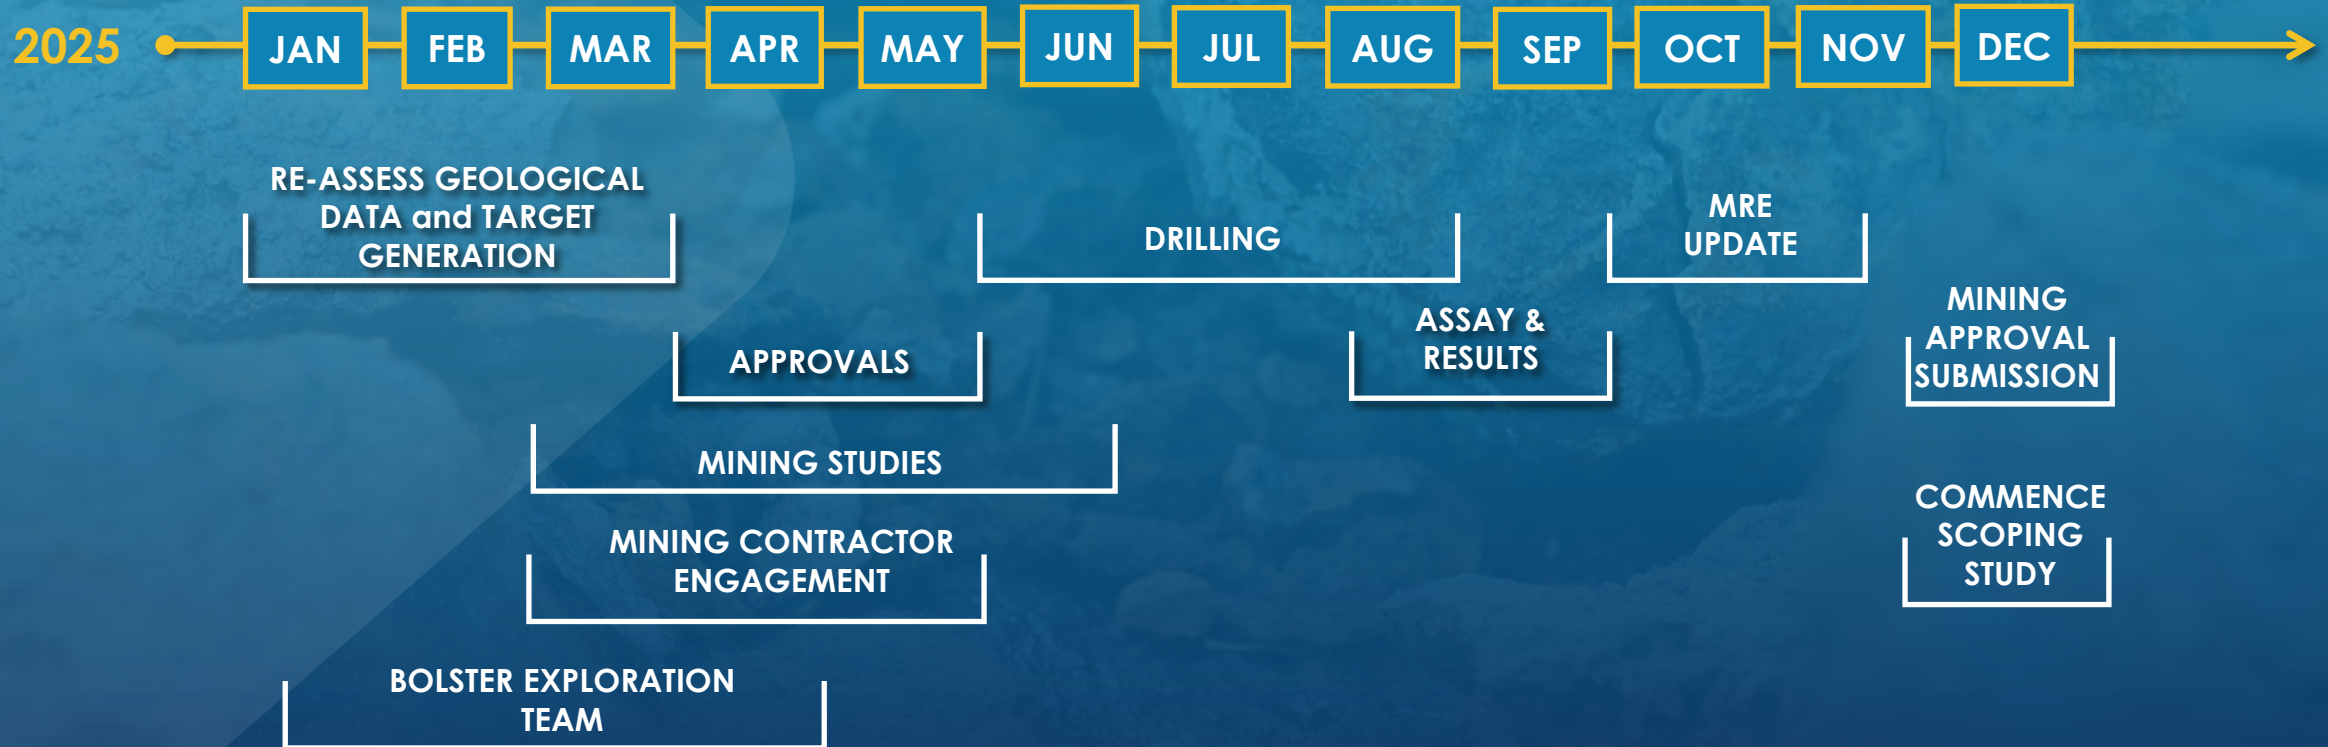 2025
JAN
FEB
MAR
APR
MAY
JUN
JUL
AUG
SEP
OCT
NOV
DEC
RE-ASSESS GEOLOGICAL
DATA and TARGET
GENERATION
DRILLING
MRE
UPDATE
APPROVALS
ASSAY &
RESULTS
MINING
APPROVAL
SUBMISSION
MINING STUDIES
MINING CONTRACTOR
ENGAGEMENT
COMMENCE
SCOPING
STUDY
BOLSTER EXPLORATION
TEAM